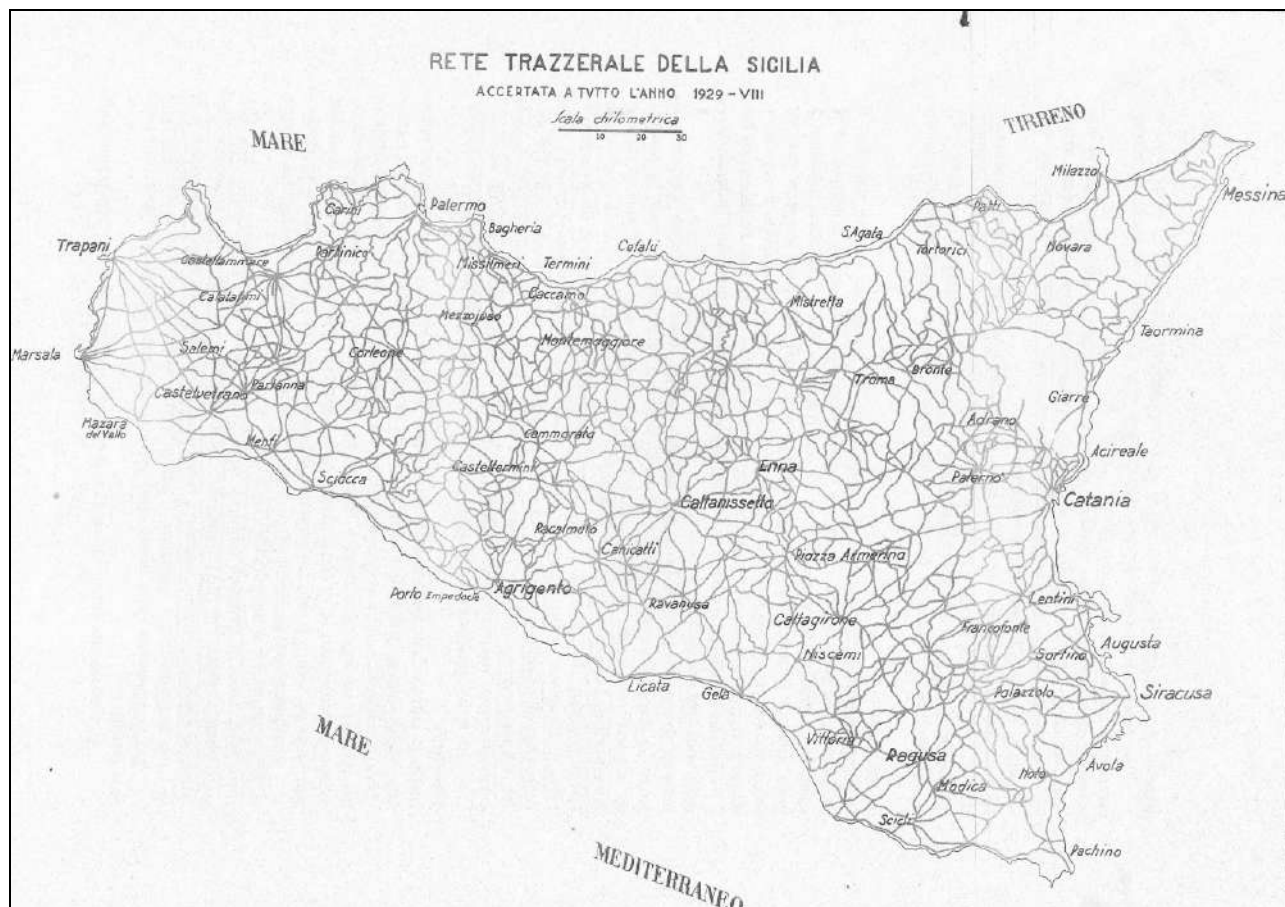 RETE TRAZZERALE DELLA SICILIA
ACCERTATA A TVTTO L'ANNO 1929-VIII
Scala chilometrica
10 20 30
MARE
TIRRENO
Milazzo
Messina
Carini
Palermo
Patti
Bagheria
Trapani
Partinico
Cefalù
S.Agata
Tortorici
Novara
Castellammare
Missilmeri
Termini
Calatafimi
Caccamo
Mistretta
Mezzojuso
Taormina
Marsala
Salemi
Corleone
Montemaggiore
Bronte
Troina
Partanna
Castelvetrano
Giarre
Mazara
del Vallo
Adrano
Cammarata
Menfi
Acireale
Sciacca
Casteltermini
Enna
Paternò
Catania
Caltanissetta
Racalmuto
Canicatti
Piazza Armerina
Porto Empedocle
Agrigento
Ravanusa
Lentini
Caltagirone
Francofonte
Augusta
Niscemi
Sortino
Licata
Gela
Palazzolo
Siracusa
MARE
Vittoria
Ragusa
Avola
Noto
Modica
Scicli
Pachino
MEDITERRANEO